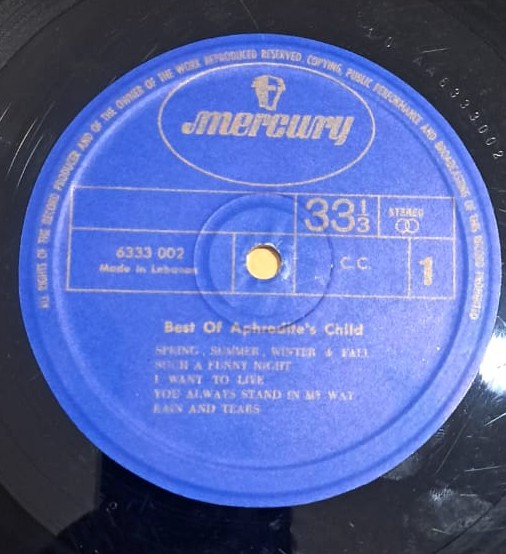 ALL RIGHTS OF THE RECORD PRODUCER AND OF THE OWNER OF THE WORK REPRODUCED RESERVED. COPYING, PUBLIC PERFORMANCE AND BROADCASTING OF THIS RECORD PROHIBITED
mercury
33 1/3
STEREO
6333 002
Made in Lebanon
C.C.
1
Best Of Aphrodite's Child
SPRING, SUMMER, WINTER & FALL
SUCH A FUNNY NIGHT
I WANT TO LIVE
YOU ALWAYS STAND IN MY WAY
RAIN AND TEARS